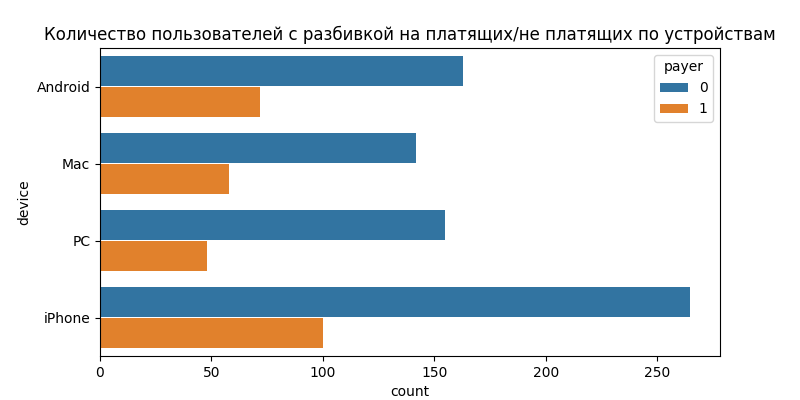 Количество пользователей с разбивкой на платящих/не платящих по устройствам
payer
0
1
Android
Mac
PC
iPhone
device
0 50 100 150 200 250
count